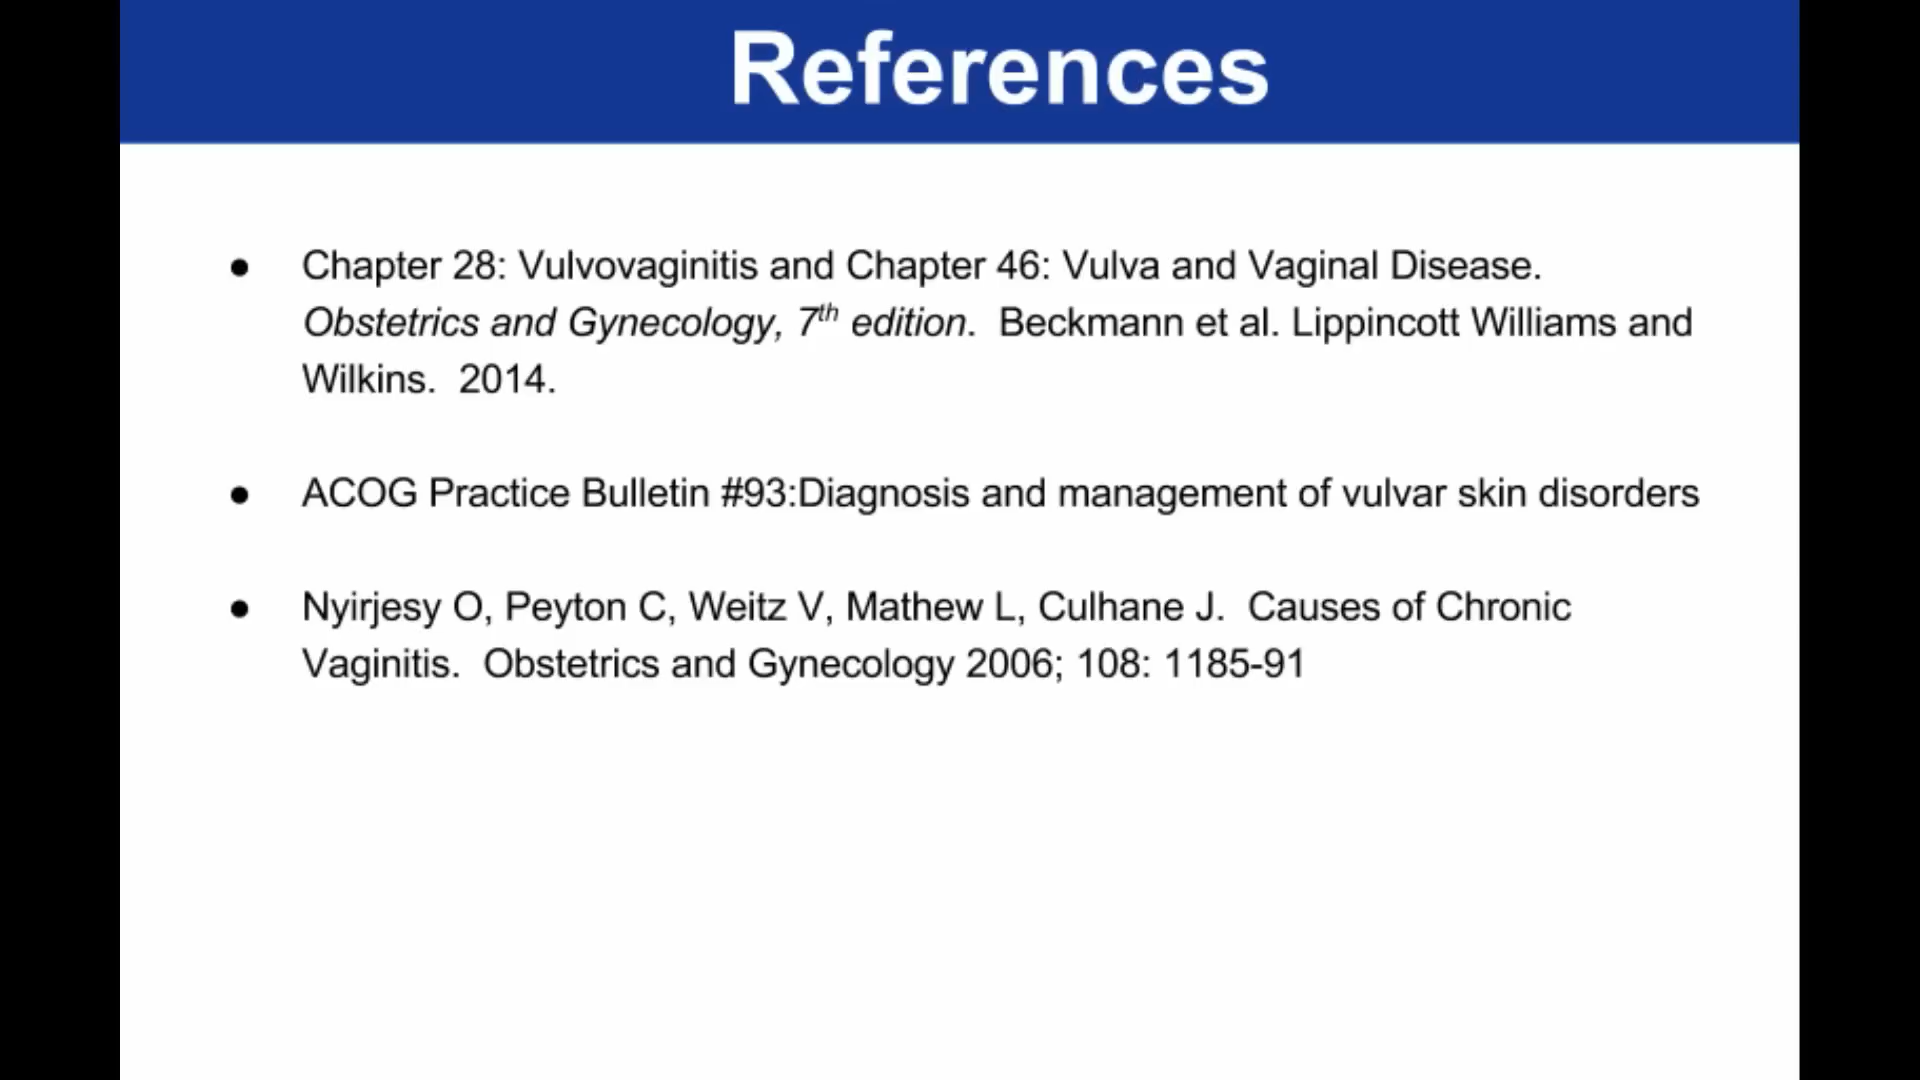 References
● Chapter 28: Vulvovaginitis and Chapter 46: Vulva and Vaginal Disease.
Obstetrics and Gynecology, 7th edition.  Beckmann et al. Lippincott Williams and
Wilkins.  2014.
● ACOG Practice Bulletin #93:Diagnosis and management of vulvar skin disorders
● Nyirjesy O, Peyton C, Weitz V, Mathew L, Culhane J.  Causes of Chronic
Vaginitis.  Obstetrics and Gynecology 2006; 108: 1185-91